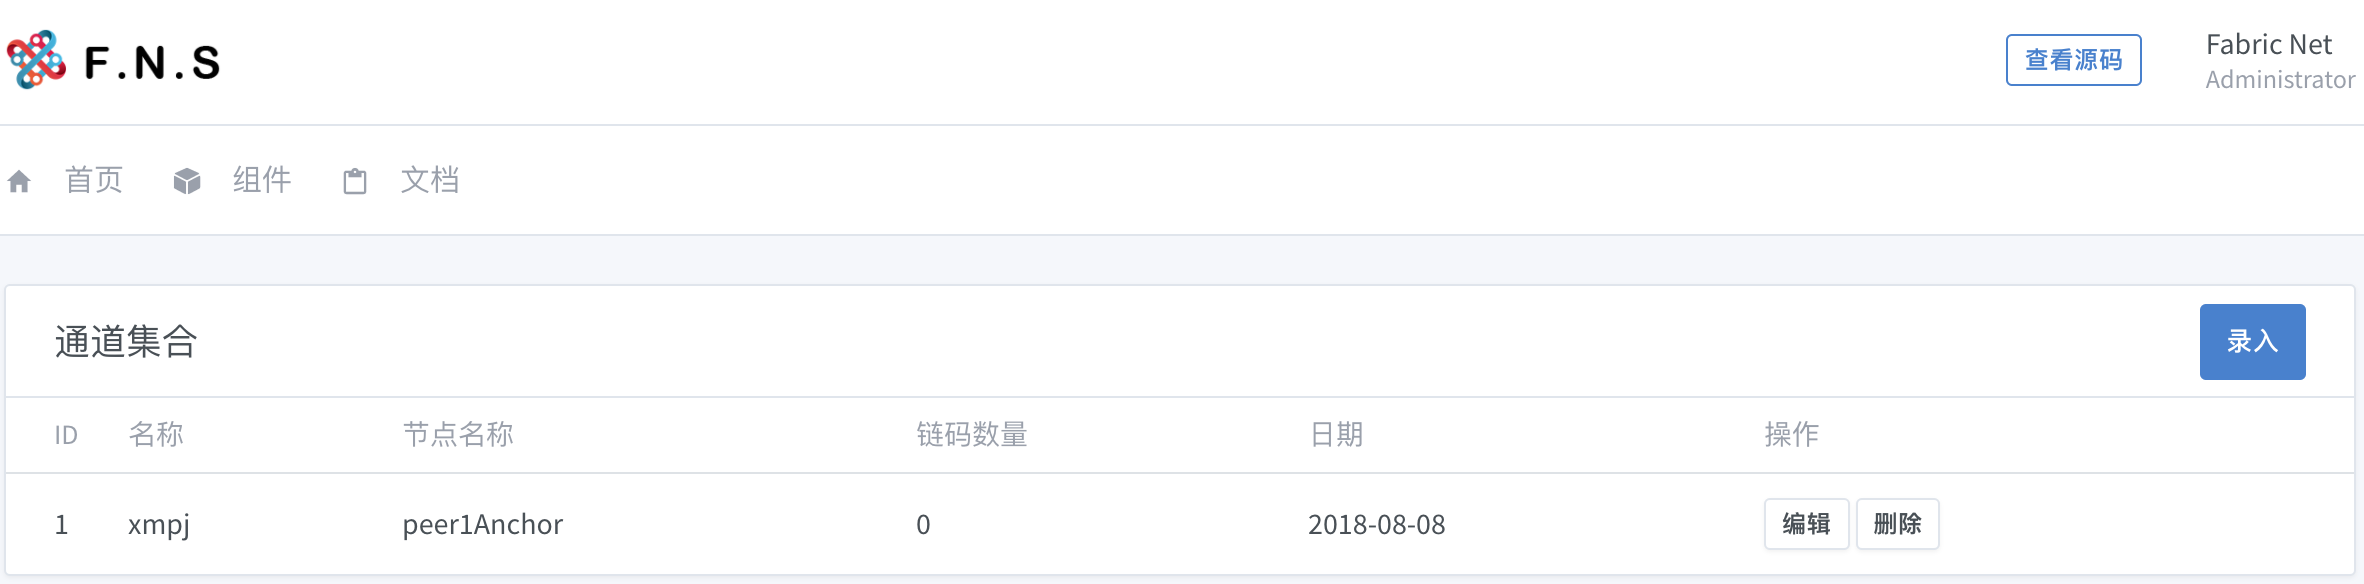 F.N.S
查看源码
Fabric Net
Administrator
首页 组件 文档
通道集合
录入
ID 名称 节点名称 链码数量 日期 操作
1 xmpj peer1Anchor 0 2018-08-08 编辑 删除